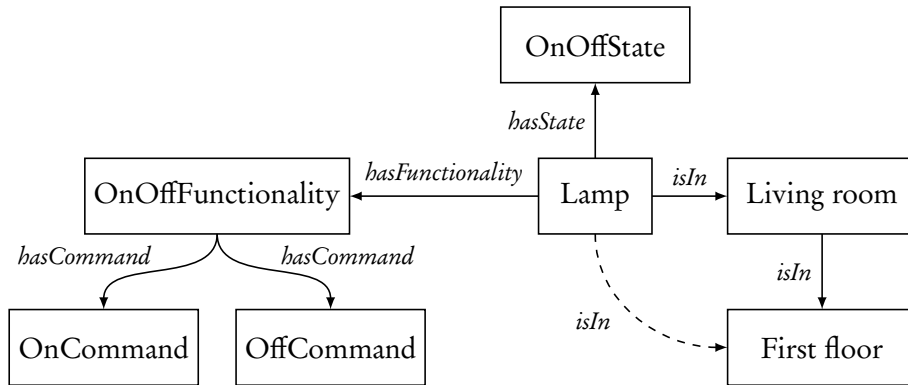 OnOffState
hasState
hasFunctionality
OnOffFunctionality
Lamp
isIn
Living room
hasCommand
hasCommand
isIn
isIn
OnCommand
OffCommand
First floor